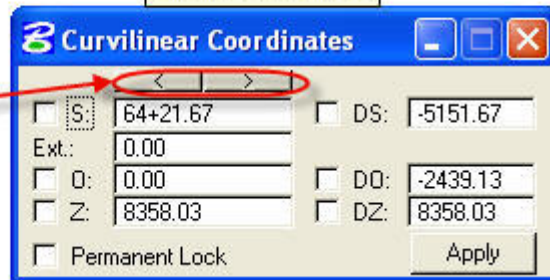 Curvilinear Coordinates
< >
S: 64+21.67 DS: -5151.67
Ext.: 0.00
O: 0.00 DO: -2439.13
Z: 8358.03 DZ: 8358.03
Permanent Lock Apply